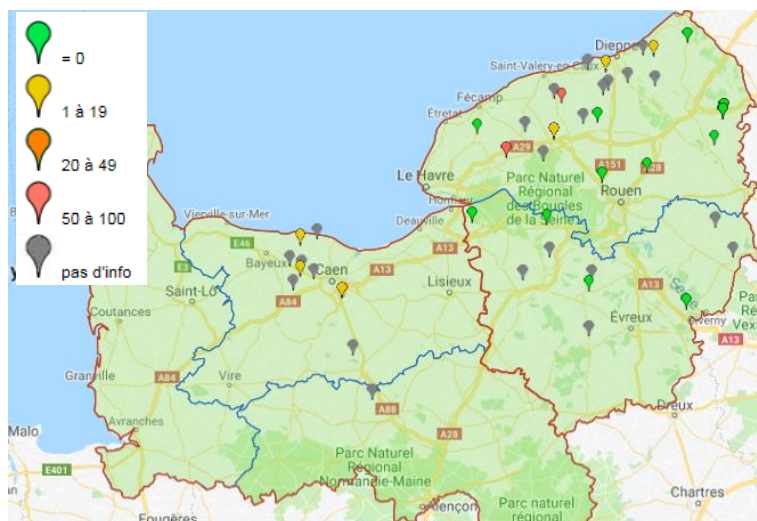 = 0
1 à 19
20 à 49
50 à 100
pas d'info
Dieppe
Saint-Valery-en-Caux
Fécamp
Étretat
A29
A151
A28
Le Havre
Parc Naturel
Régional
des Boucles
de la Seine
Rouen
Honfleur
Deauville
Vierville-sur-Mer
E46
Bayeux
Caen
A13
E3
Saint-Lô
Lisieux
A13
A84
Coutances
Évreux
Giverny
A13
Granville
Vire
A84
A88
Dreux
Avranches
Malo
A28
E401
Parc Naturel
Régional
Normandie-Maine
Alençon
Parc naturel
régional
Chartres
Fougères